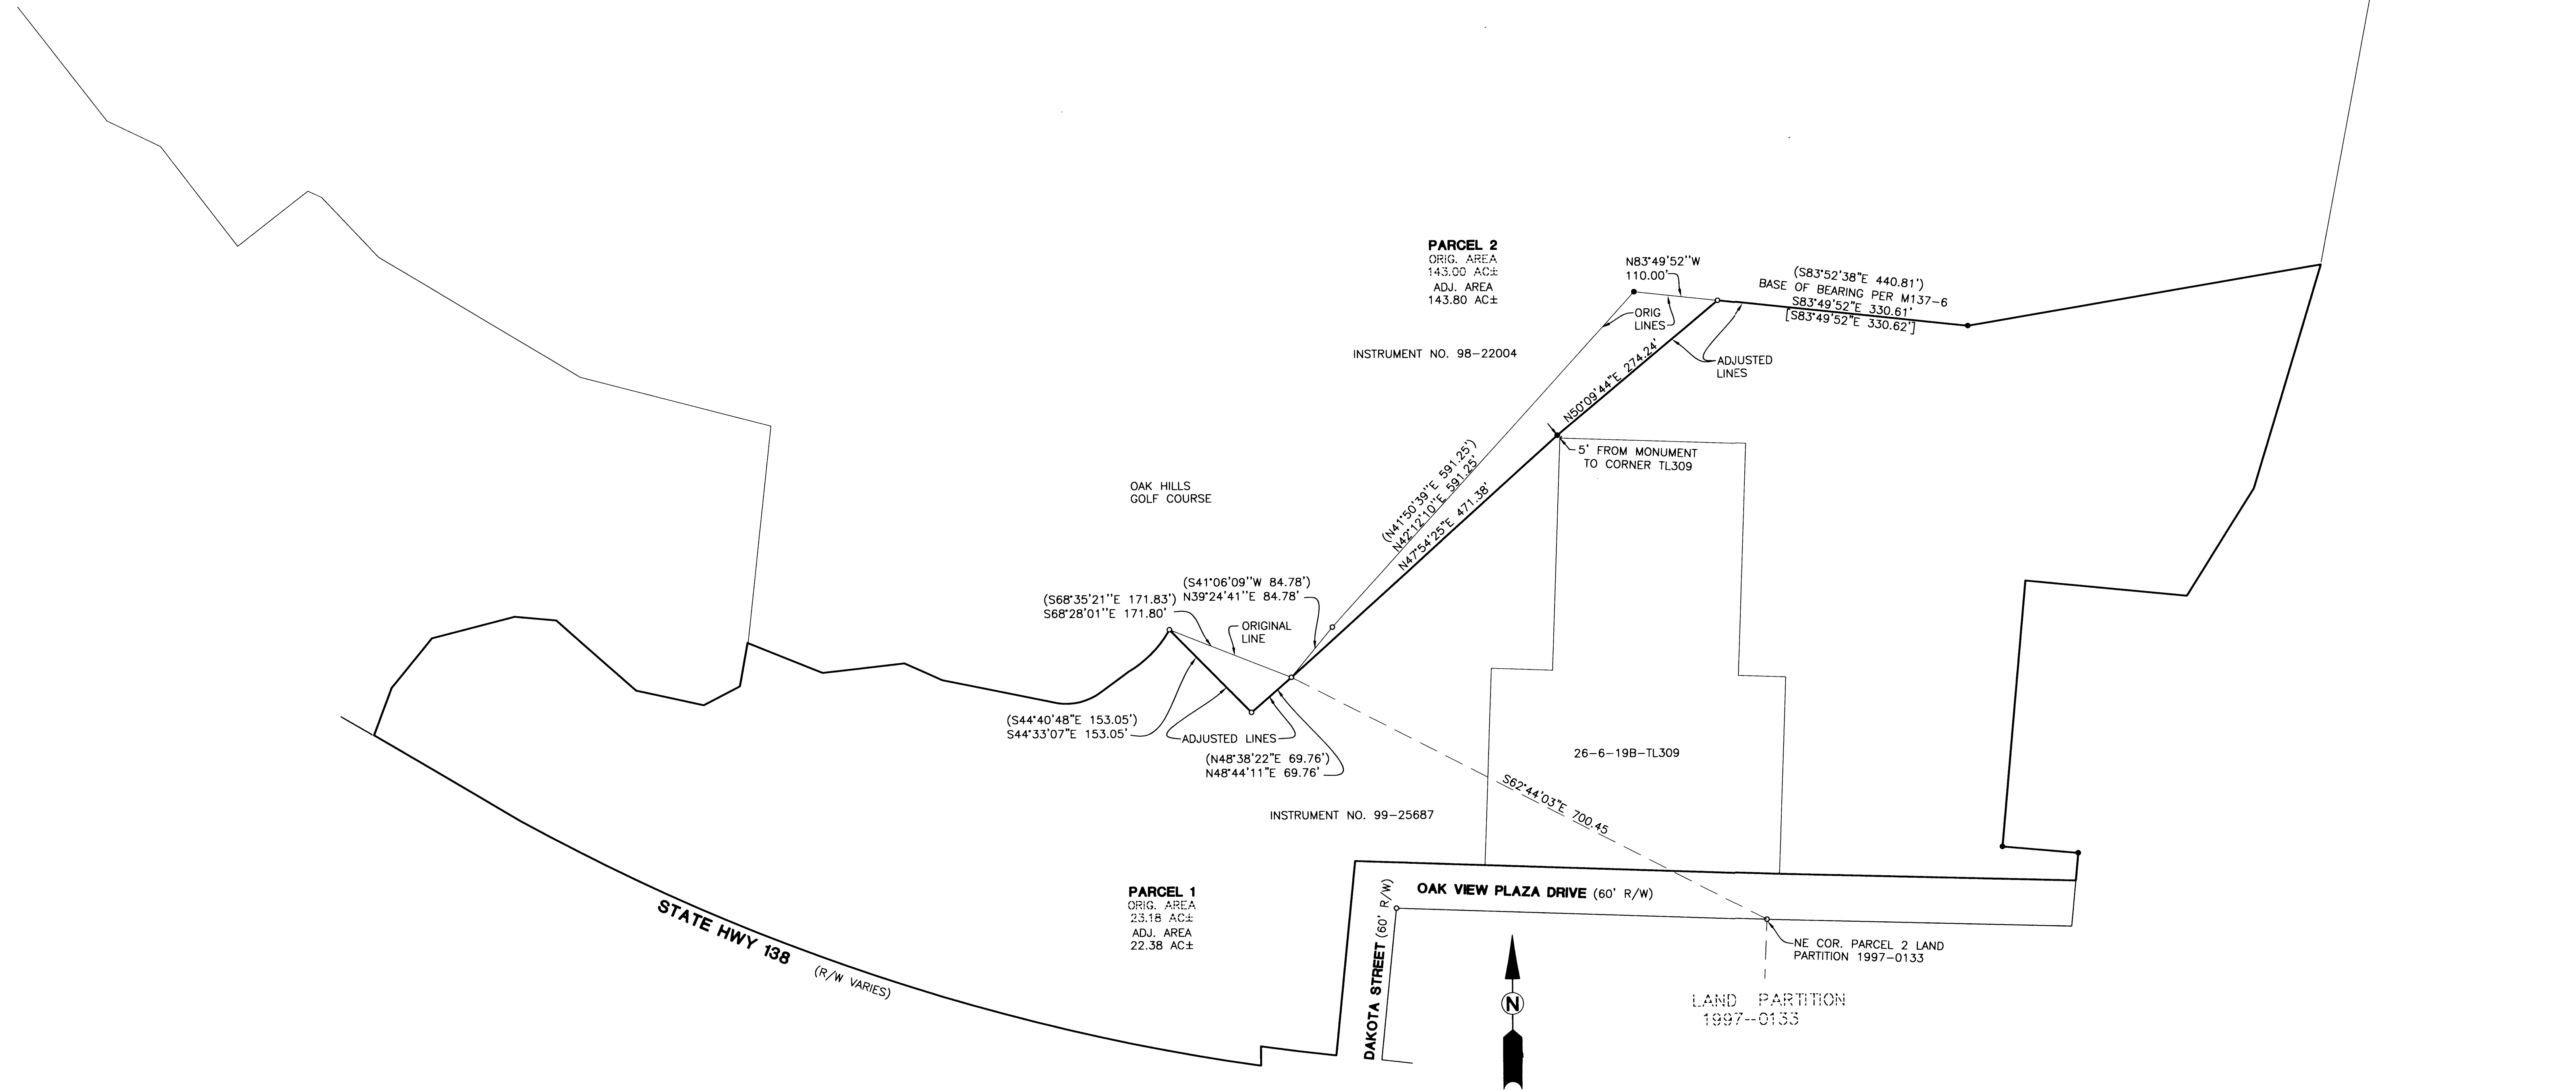 PARCEL 2
ORIG. AREA
143.00 AC±
ADJ. AREA
143.80 AC±
N83°49'52''W
110.00'
(S83°52'38"E 440.81')
BASE OF BEARING PER M137-6
S83°49'52"E 330.61'
[S83°49'52"E 330.62']
ORIG
LINES
INSTRUMENT NO. 98-22004
ADJUSTED
LINES
N50°09'44"E 274.24'
5' FROM MONUMENT
TO CORNER TL309
OAK HILLS
GOLF COURSE
(N41°50'39''E 591.25')
N42°12'10''E 591.25'
N47°54'25"E 471.38'
(S41°06'09''W 84.78')
N39°24'41''E 84.78'
(S68°35'21''E 171.83')
S68°28'01''E 171.80'
ORIGINAL
LINE
(S44°40'48"E 153.05')
S44°33'07"E 153.05'
ADJUSTED LINES
(N48°38'22"E 69.76')
N48°44'11"E 69.76'
26-6-19B-TL309
S62°44'03"E 700.45
INSTRUMENT NO. 99-25687
PARCEL 1
ORIG. AREA
23.18 AC±
ADJ. AREA
22.38 AC±
OAK VIEW PLAZA DRIVE (60' R/W)
DAKOTA STREET (60' R/W)
STATE HWY 138
(R/W VARIES)
NE COR. PARCEL 2 LAND
PARTITION 1997-0133
N
LAND PARTITION
1997--0133